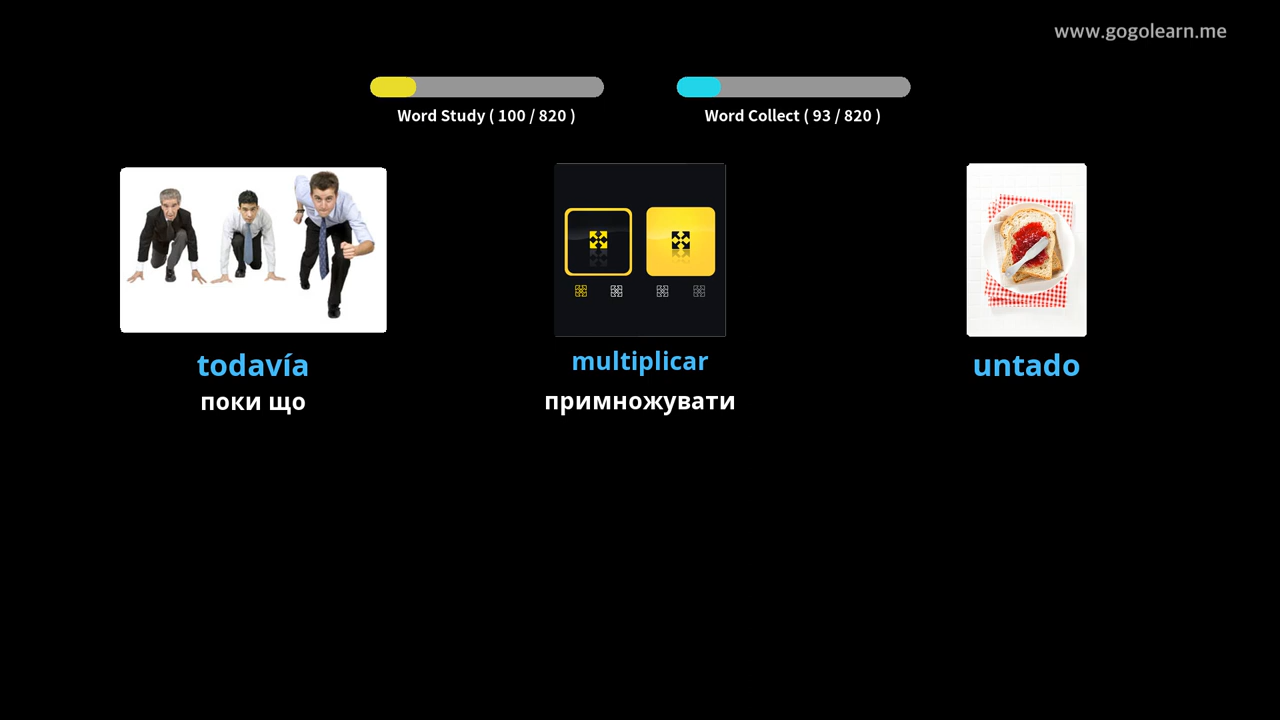 www.gogolearn.me
Word Study ( 100 / 820 )
Word Collect ( 93 / 820 )
todavía
поки що
multiplicar
примножувати
untado